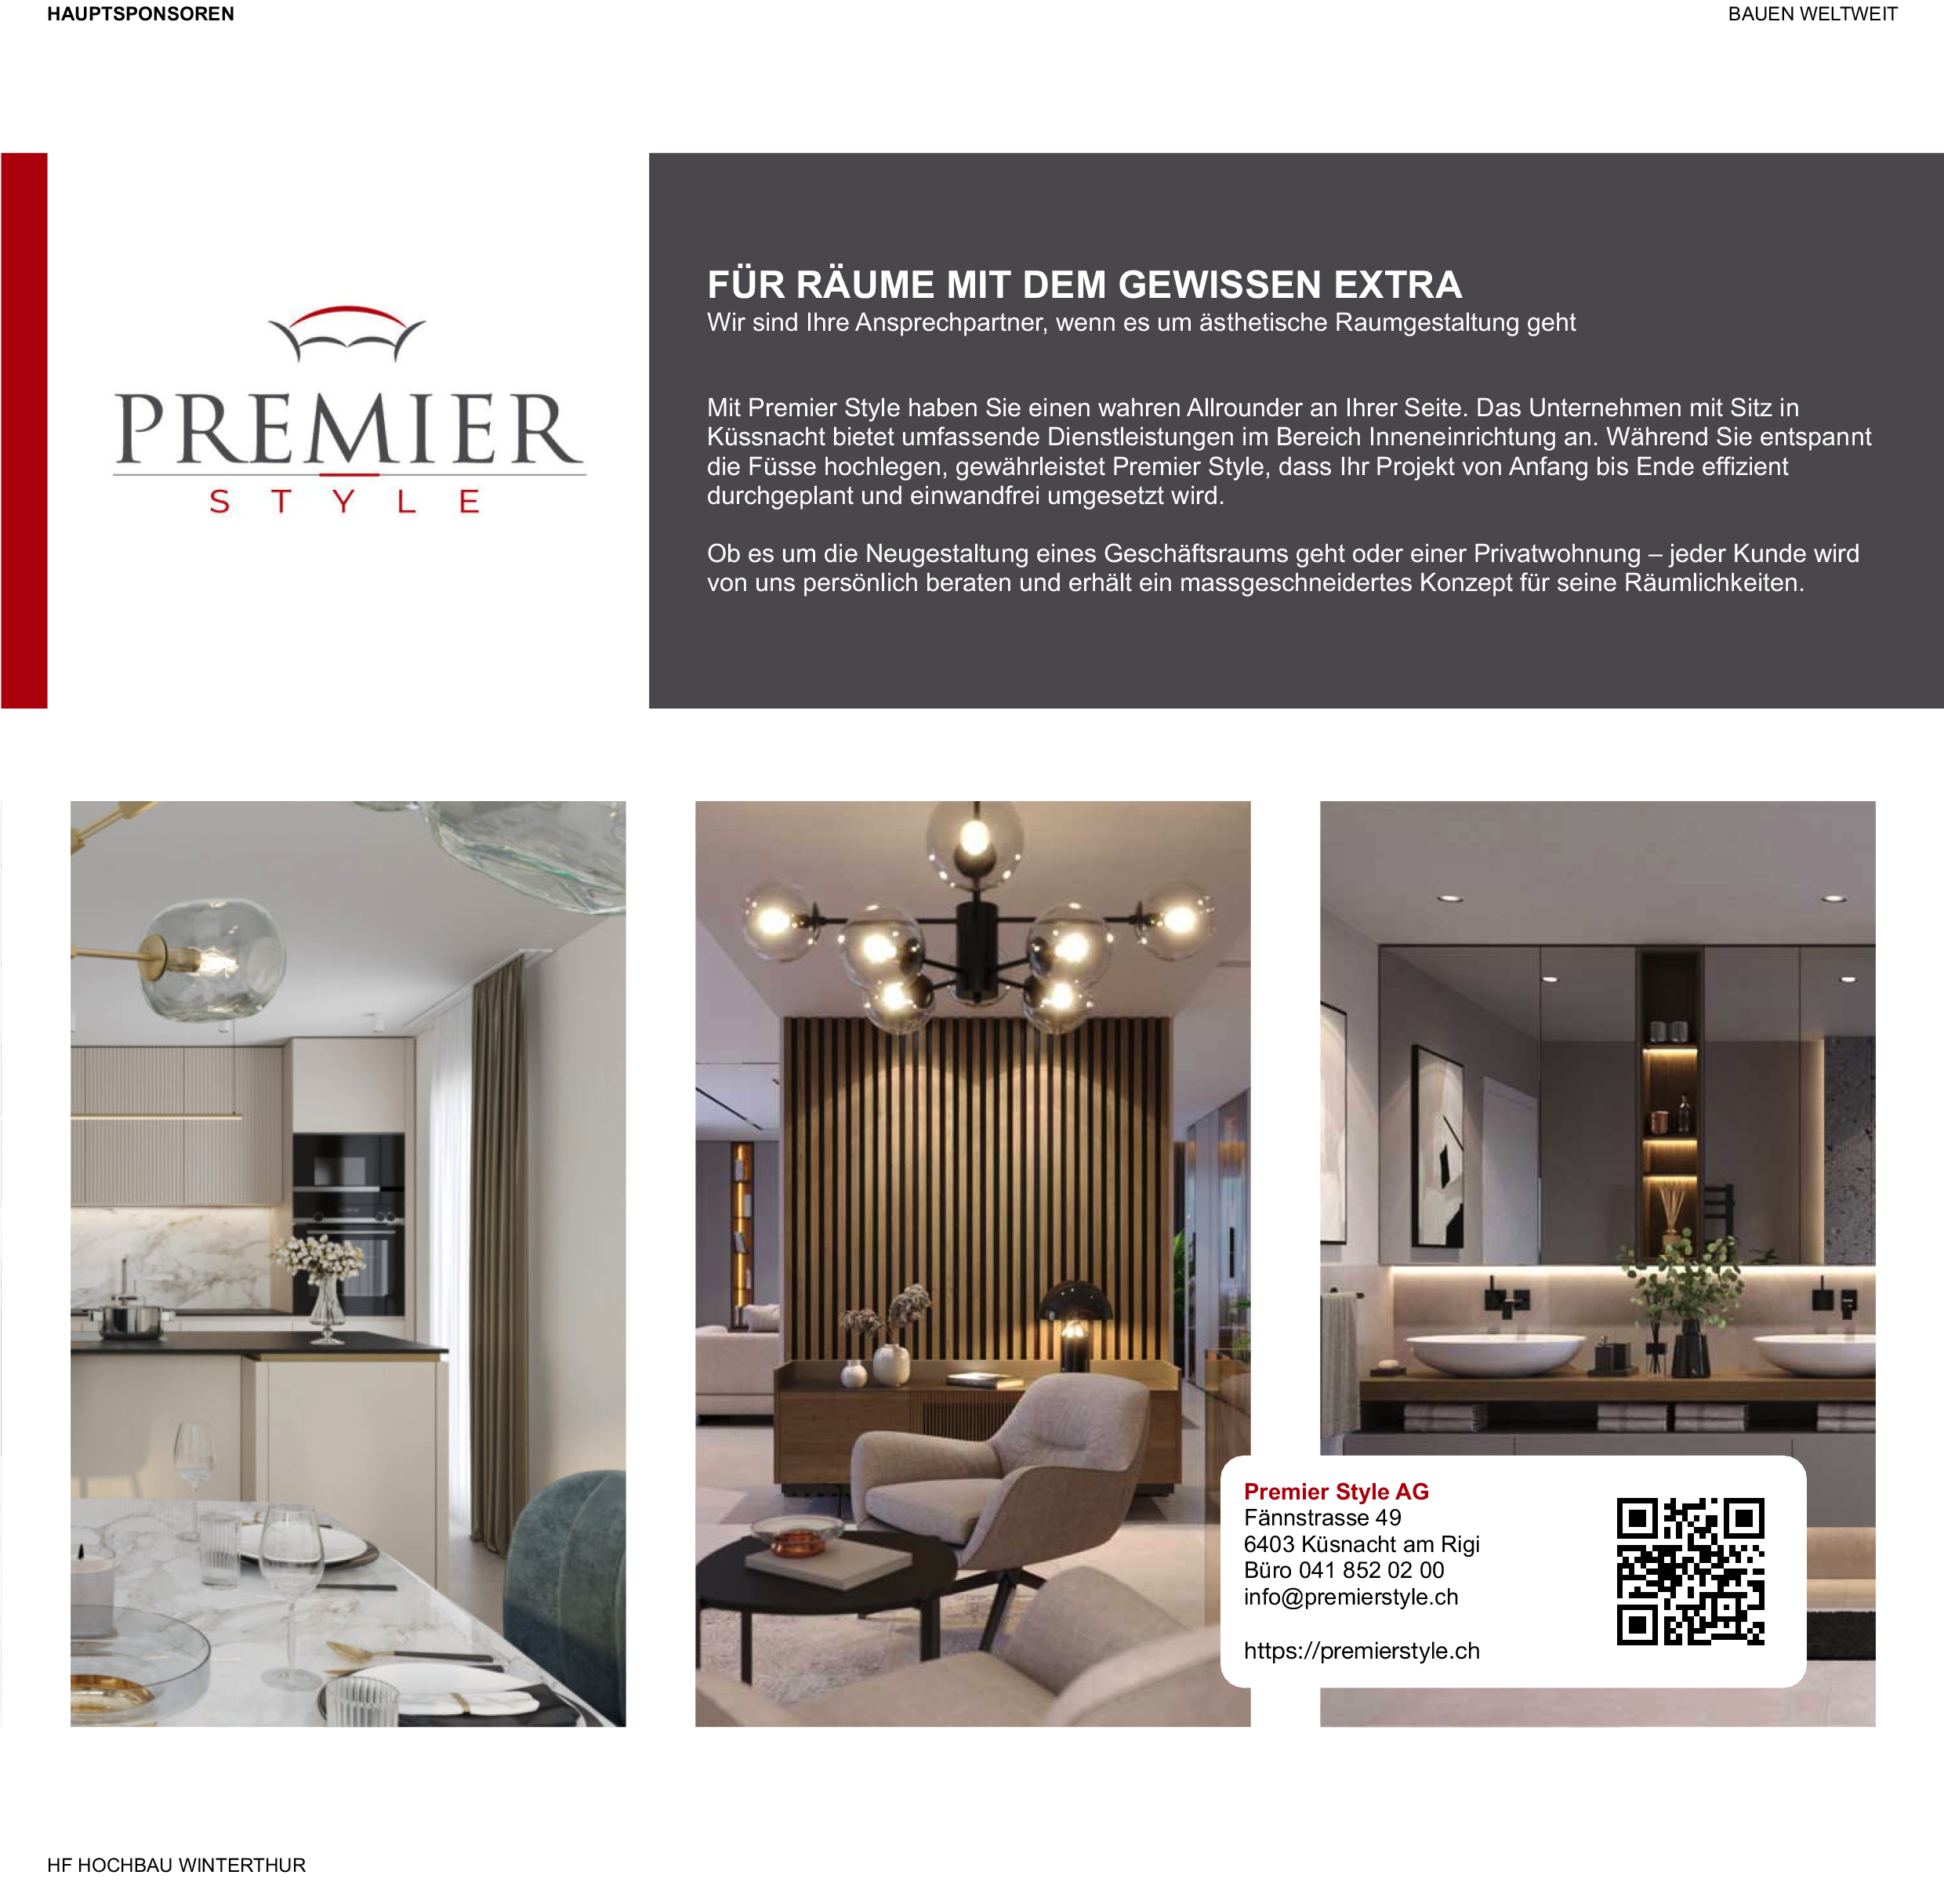 HAUPTSPONSOREN
BAUEN WELTWEIT
PREMIER
STYLE
FÜR RÄUME MIT DEM GEWISSEN EXTRA
Wir sind Ihre Ansprechpartner, wenn es um ästhetische Raumgestaltung geht
Mit Premier Style haben Sie einen wahren Allrounder an Ihrer Seite. Das Unternehmen mit Sitz in
Küssnacht bietet umfassende Dienstleistungen im Bereich Inneneinrichtung an. Während Sie entspannt
die Füsse hochlegen, gewährleistet Premier Style, dass Ihr Projekt von Anfang bis Ende effizient
durchgeplant und einwandfrei umgesetzt wird.
Ob es um die Neugestaltung eines Geschäftsraums geht oder einer Privatwohnung – jeder Kunde wird
von uns persönlich beraten und erhält ein massgeschneidertes Konzept für seine Räumlichkeiten.
Premier Style AG
Fännstrasse 49
6403 Küsnacht am Rigi
Büro 041 852 02 00
info@premierstyle.ch
https://premierstyle.ch
HF HOCHBAU WINTERTHUR